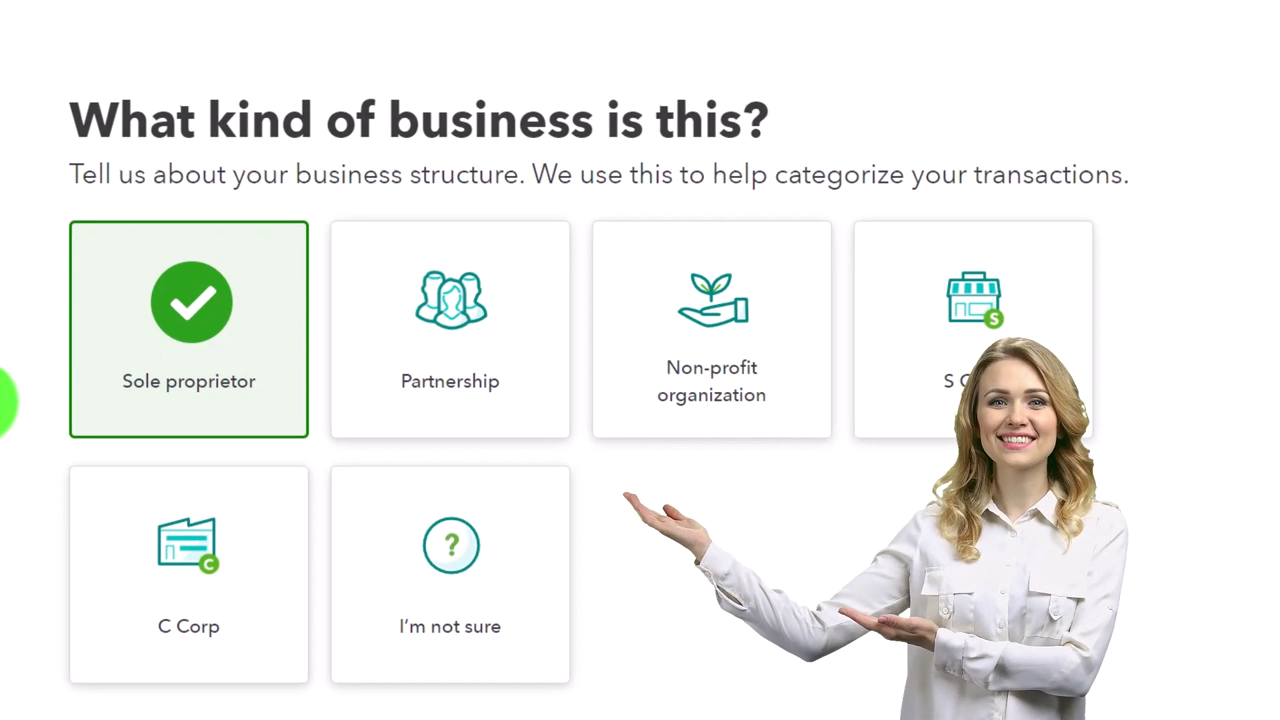 What kind of business is this?
Tell us about your business structure. We use this to help categorize your transactions.
Sole proprietor
Partnership
Non-profit
organization
S
S
C
C Corp
?
I'm not sure